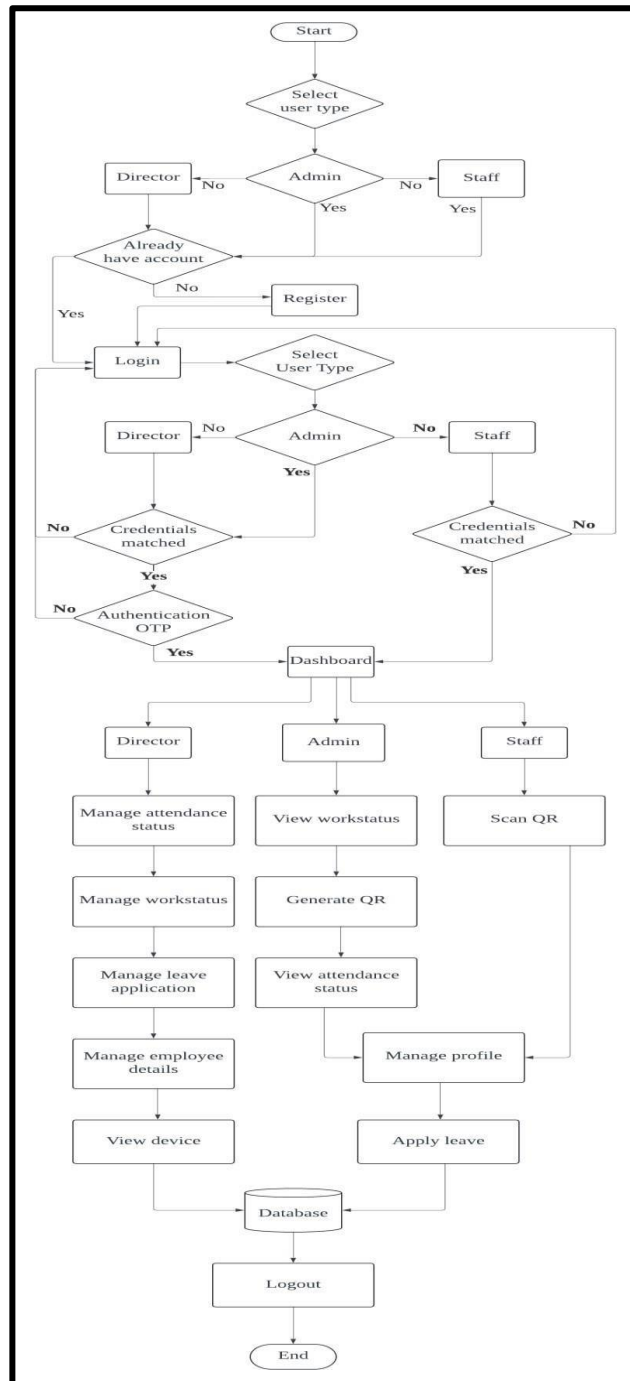 Start
Select
user type
Director
No
Admin
No
Staff
Yes
Yes
Already
have account
No
Register
Yes
Login
Select
User Type
Director
No
Admin
No
Staff
Yes
No
Credentials
matched
Credentials
matched
No
Yes
Yes
No
Authentication
OTP
Yes
Dashboard
Director
Admin
Staff
Manage attendance
status
View workstatus
Scan QR
Manage workstatus
Generate QR
Manage leave
application
View attendance
status
Manage employee
details
Manage profile
View device
Apply leave
Database
Logout
End